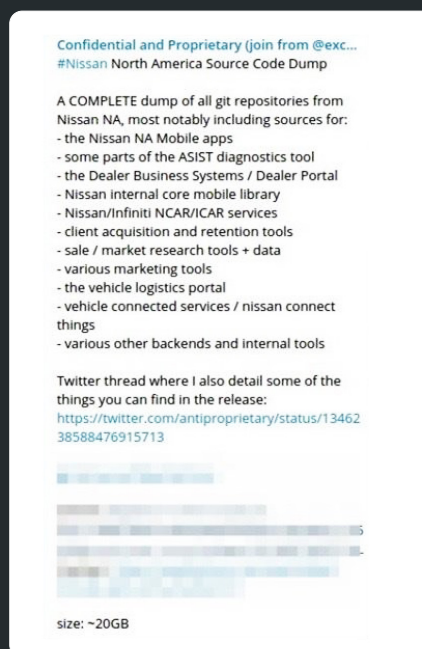 Confidential and Proprietary (join from @exc...
#Nissan North America Source Code Dump
A COMPLETE dump of all git repositories from
Nissan NA, most notably including sources for:
- the Nissan NA Mobile apps
- some parts of the ASIST diagnostics tool
- the Dealer Business Systems / Dealer Portal
- Nissan internal core mobile library
- Nissan/Infiniti NCAR/ICAR services
- client acquisition and retention tools
- sale / market research tools + data
- various marketing tools
- the vehicle logistics portal
- vehicle connected services / nissan connect
things
- various other backends and internal tools
Twitter thread where I also detail some of the
things you can find in the release:
https://twitter.com/antiproprietary/status/13462
38588476915713
size: ~20GB